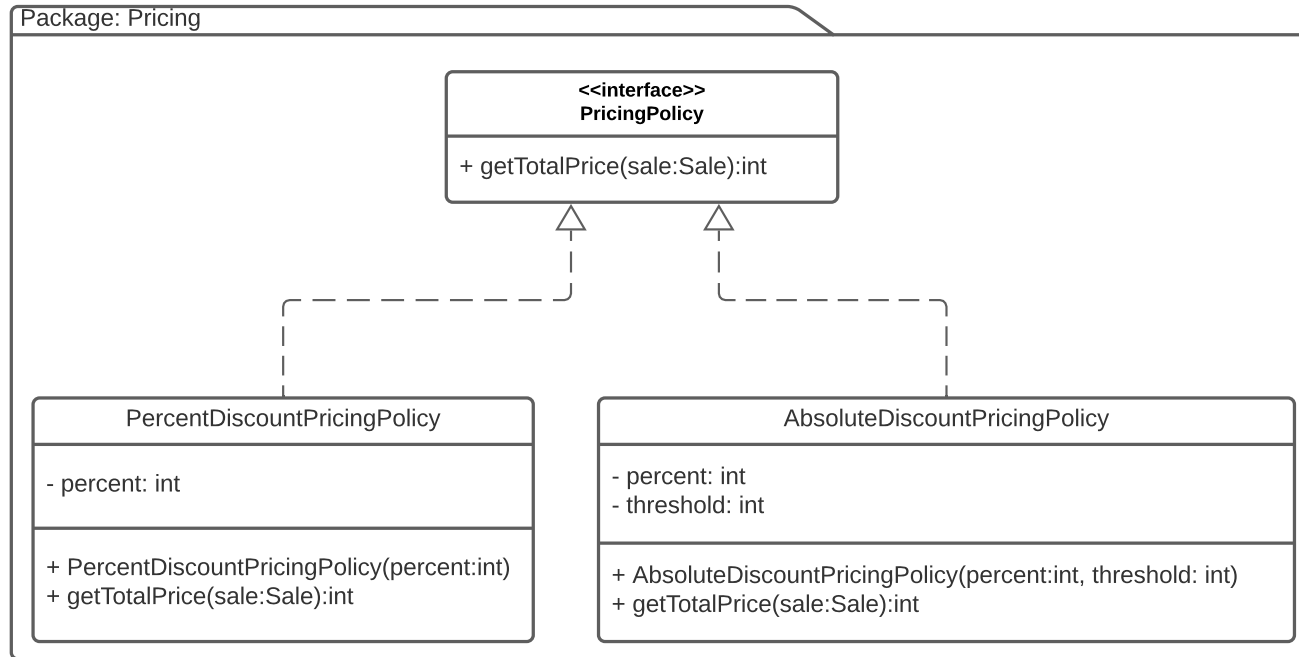 Package: Pricing
<<interface>>
PricingPolicy
+ getTotalPrice(sale:Sale):int
PercentDiscountPricingPolicy
- percent: int
+ PercentDiscountPricingPolicy(percent:int)
+ getTotalPrice(sale:Sale):int
AbsoluteDiscountPricingPolicy
- percent: int
- threshold: int
+ AbsoluteDiscountPricingPolicy(percent:int, threshold: int)
+ getTotalPrice(sale:Sale):int